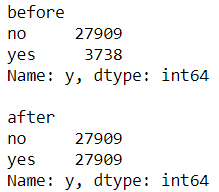 before
no     27909
yes     3738
Name: y, dtype: int64

after
no     27909
yes    27909
Name: y, dtype: int64